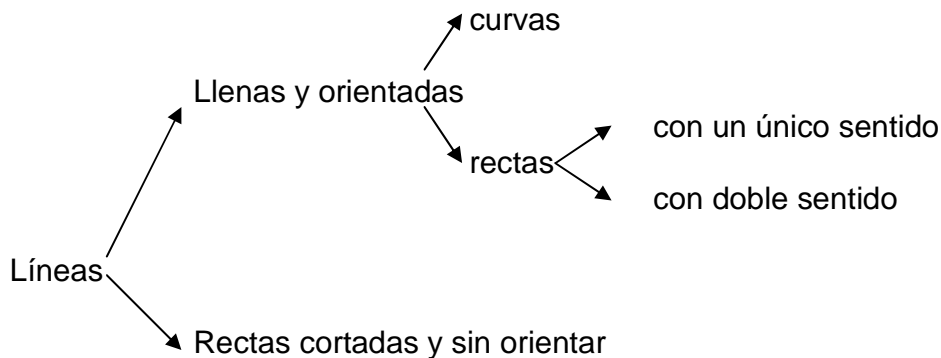 curvas
Llenas y orientadas
con un único sentido
rectas
con doble sentido
Líneas
Rectas cortadas y sin orientar